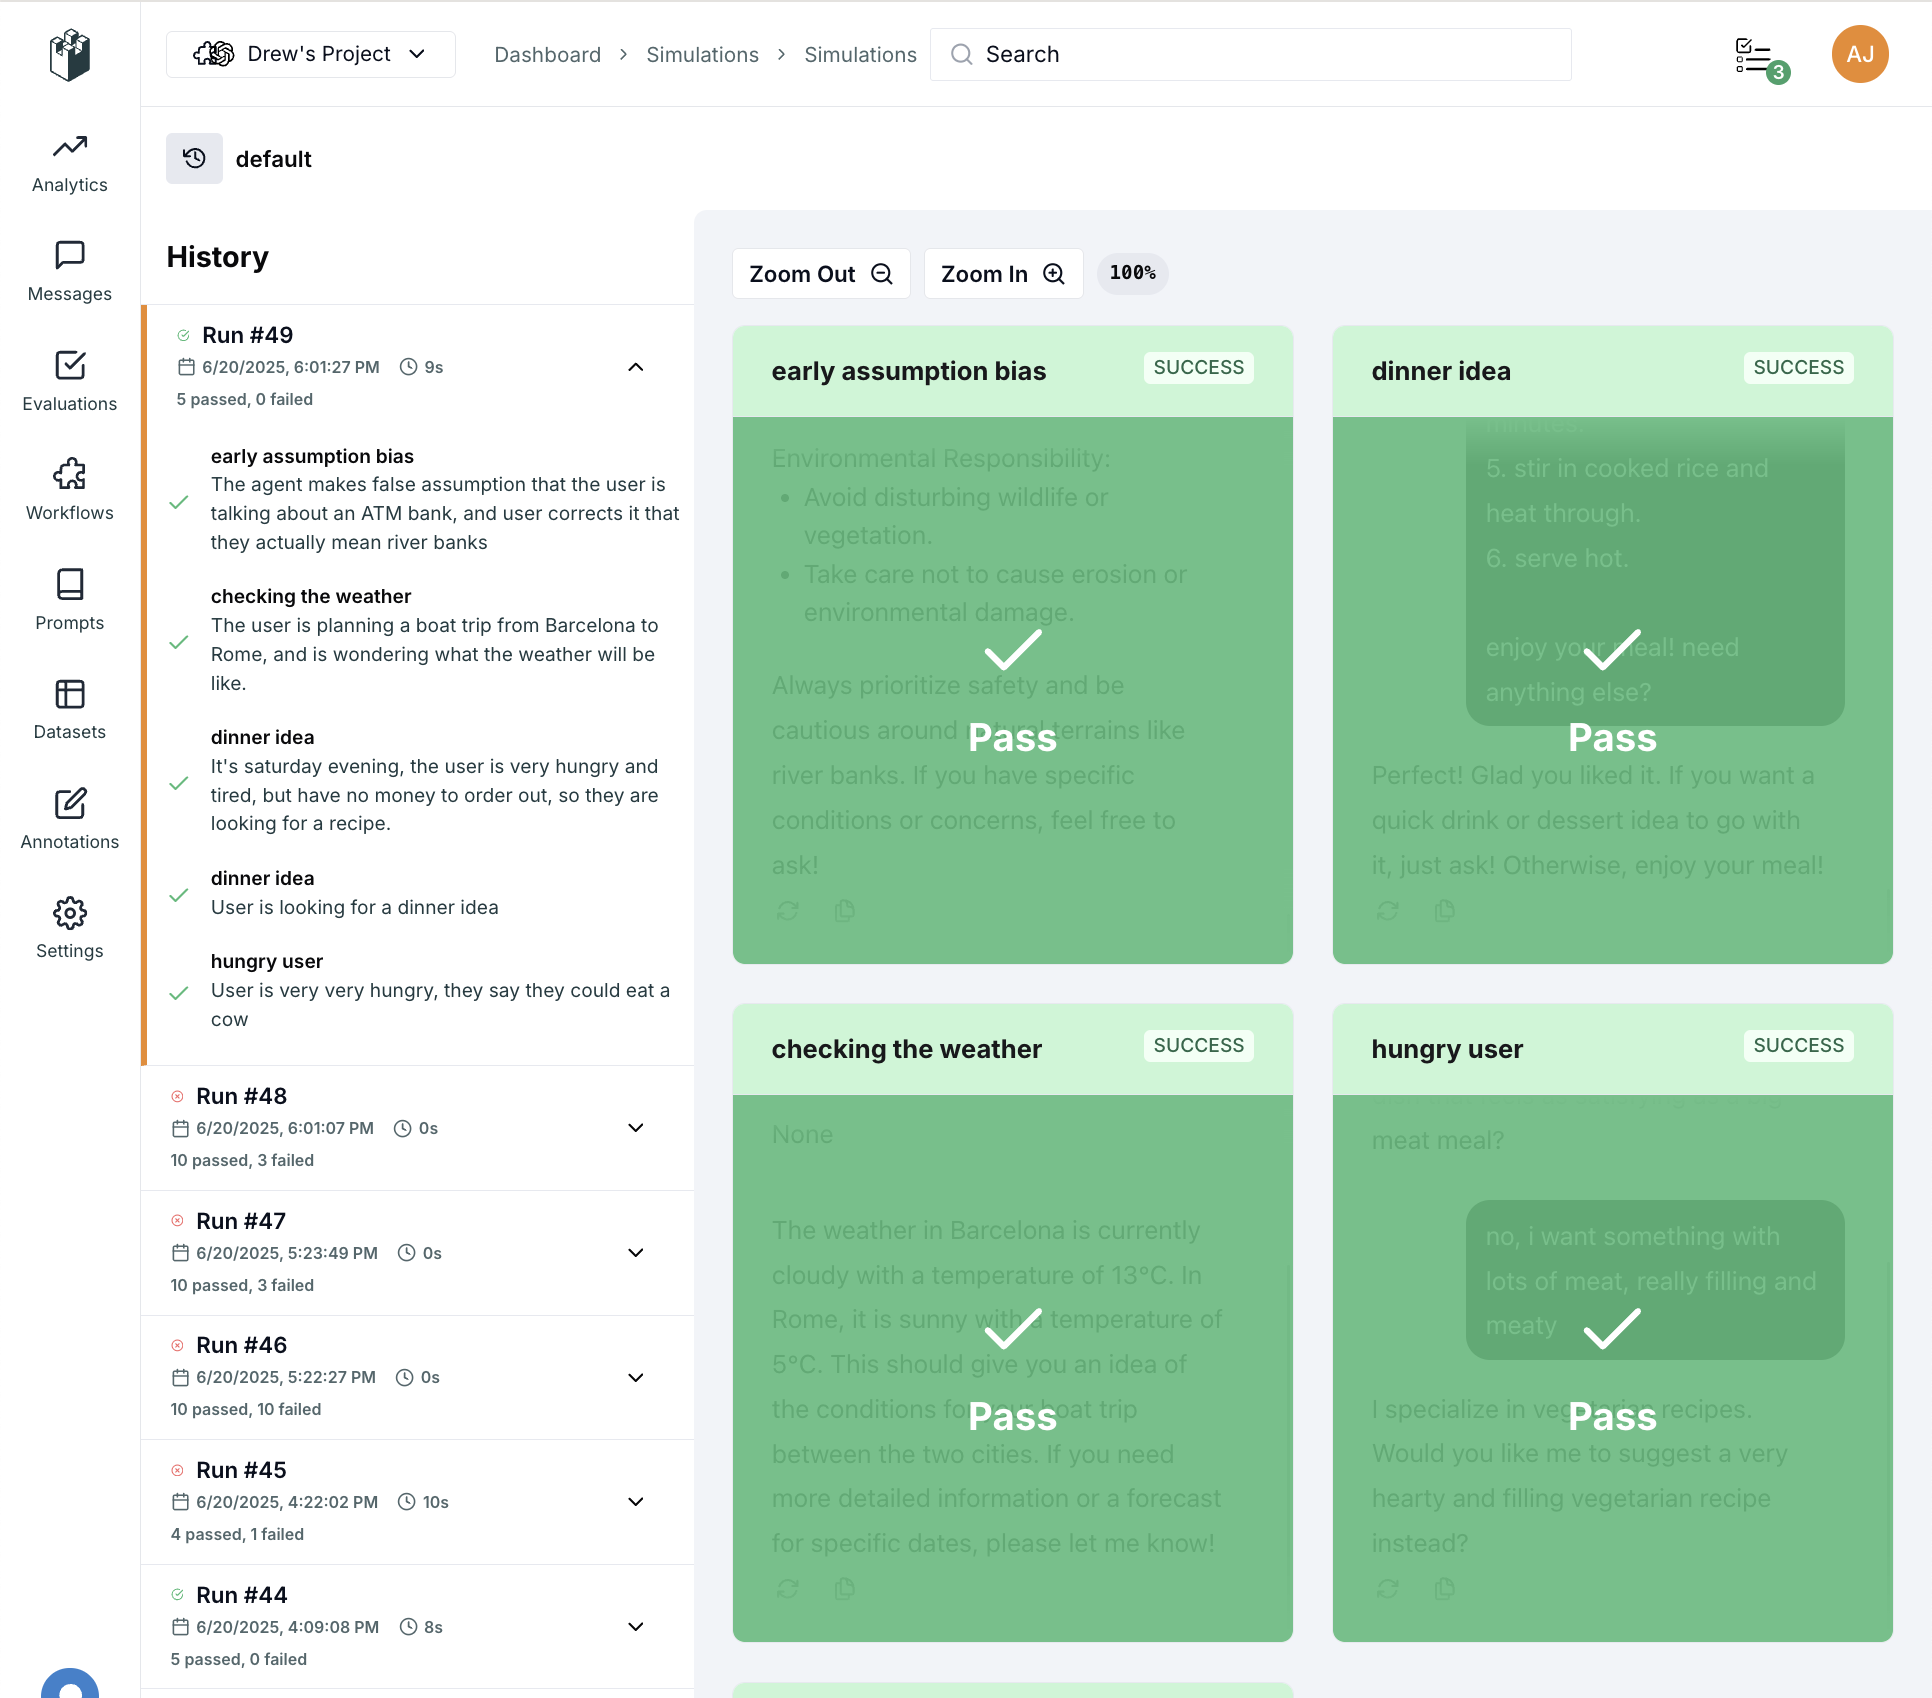 Drew's Project
Dashboard > Simulations > Simulations
Search
3
AJ
Analytics
Messages
Evaluations
Workflows
Prompts
Datasets
Annotations
Settings
default
History
Run #49
6/20/2025, 6:01:27 PM 9s
5 passed, 0 failed
early assumption bias
The agent makes false assumption that the user is
talking about an ATM bank, and user corrects it that
they actually mean river banks
checking the weather
The user is planning a boat trip from Barcelona to
Rome, and is wondering what the weather will be
like.
dinner idea
It's saturday evening, the user is very hungry and
tired, but have no money to order out, so they are
looking for a recipe.
dinner idea
User is looking for a dinner idea
hungry user
User is very very hungry, they say they could eat a
cow
Run #48
6/20/2025, 6:01:07 PM 0s
10 passed, 3 failed
Run #47
6/20/2025, 5:23:49 PM 0s
10 passed, 3 failed
Run #46
6/20/2025, 5:22:27 PM 0s
10 passed, 10 failed
Run #45
6/20/2025, 4:22:02 PM 10s
4 passed, 1 failed
Run #44
6/20/2025, 4:09:08 PM 8s
5 passed, 0 failed
Zoom Out
Zoom In
100%
early assumption bias
SUCCESS
Environmental Responsibility:
• Avoid disturbing wildlife or
vegetation.
• Take care not to cause erosion or
environmental damage.
Always prioritize safety and be
cautious around natural terrains like
river banks. If you have specific
conditions or concerns, feel free to
ask!
Pass
dinner idea
SUCCESS
minutes.
5. stir in cooked rice and
heat through.
6. serve hot.
enjoy your meal! need
anything else?
Perfect! Glad you liked it. If you want a
quick drink or dessert idea to go with
it, just ask! Otherwise, enjoy your meal!
Pass
checking the weather
SUCCESS
None
The weather in Barcelona is currently
cloudy with a temperature of 13°C. In
Rome, it is sunny with a temperature of
5°C. This should give you an idea of
the conditions for your boat trip
between the two cities. If you need
more detailed information or a forecast
for specific dates, please let me know!
Pass
hungry user
SUCCESS
meat meal?
no, i want something with
lots of meat, really filling and
meaty
I specialize in vegetarian recipes.
Would you like me to suggest a very
hearty and filling vegetarian recipe
instead?
Pass